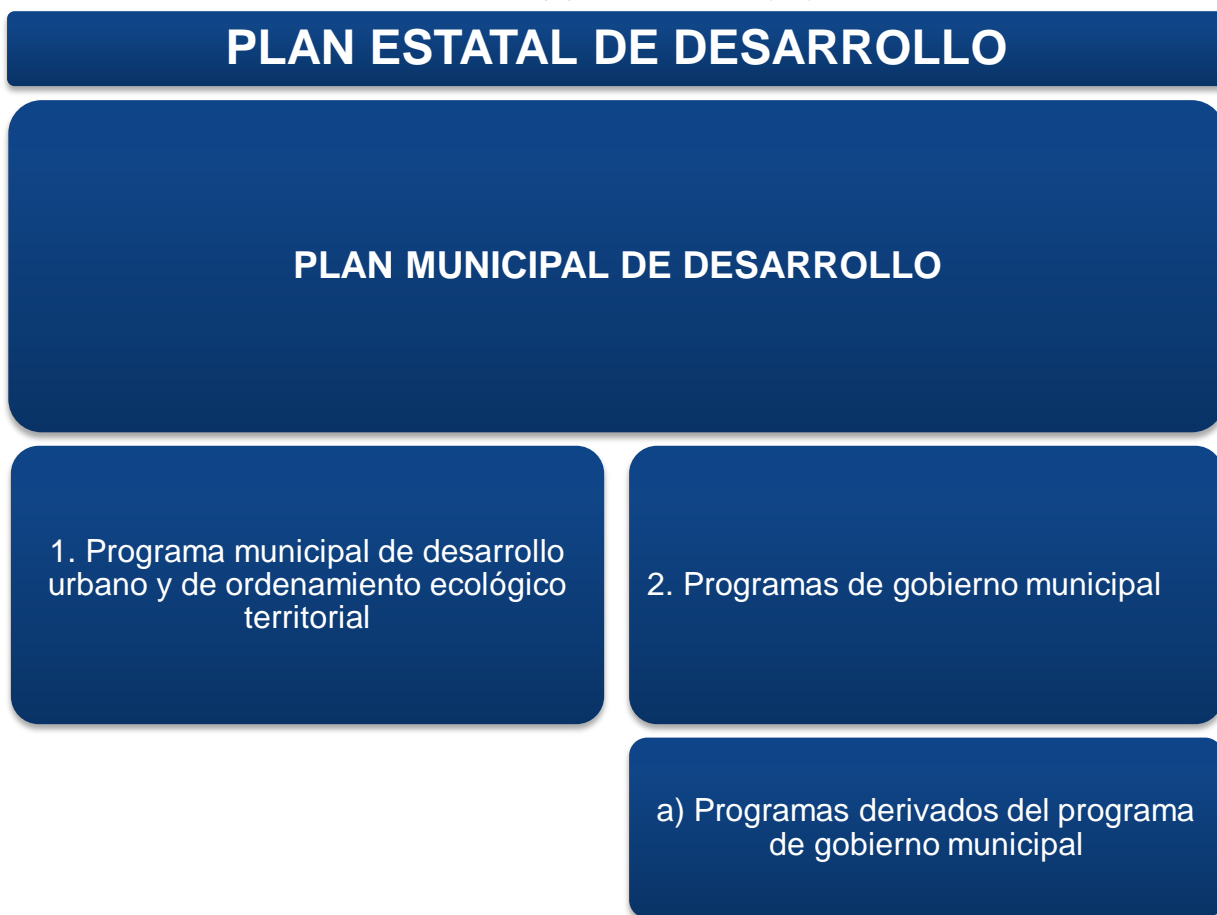 PLAN ESTATAL DE DESARROLLO
PLAN MUNICIPAL DE DESARROLLO
1. Programa municipal de desarrollo
urbano y de ordenamiento ecológico
territorial
2. Programas de gobierno municipal
a) Programas derivados del programa
de gobierno municipal